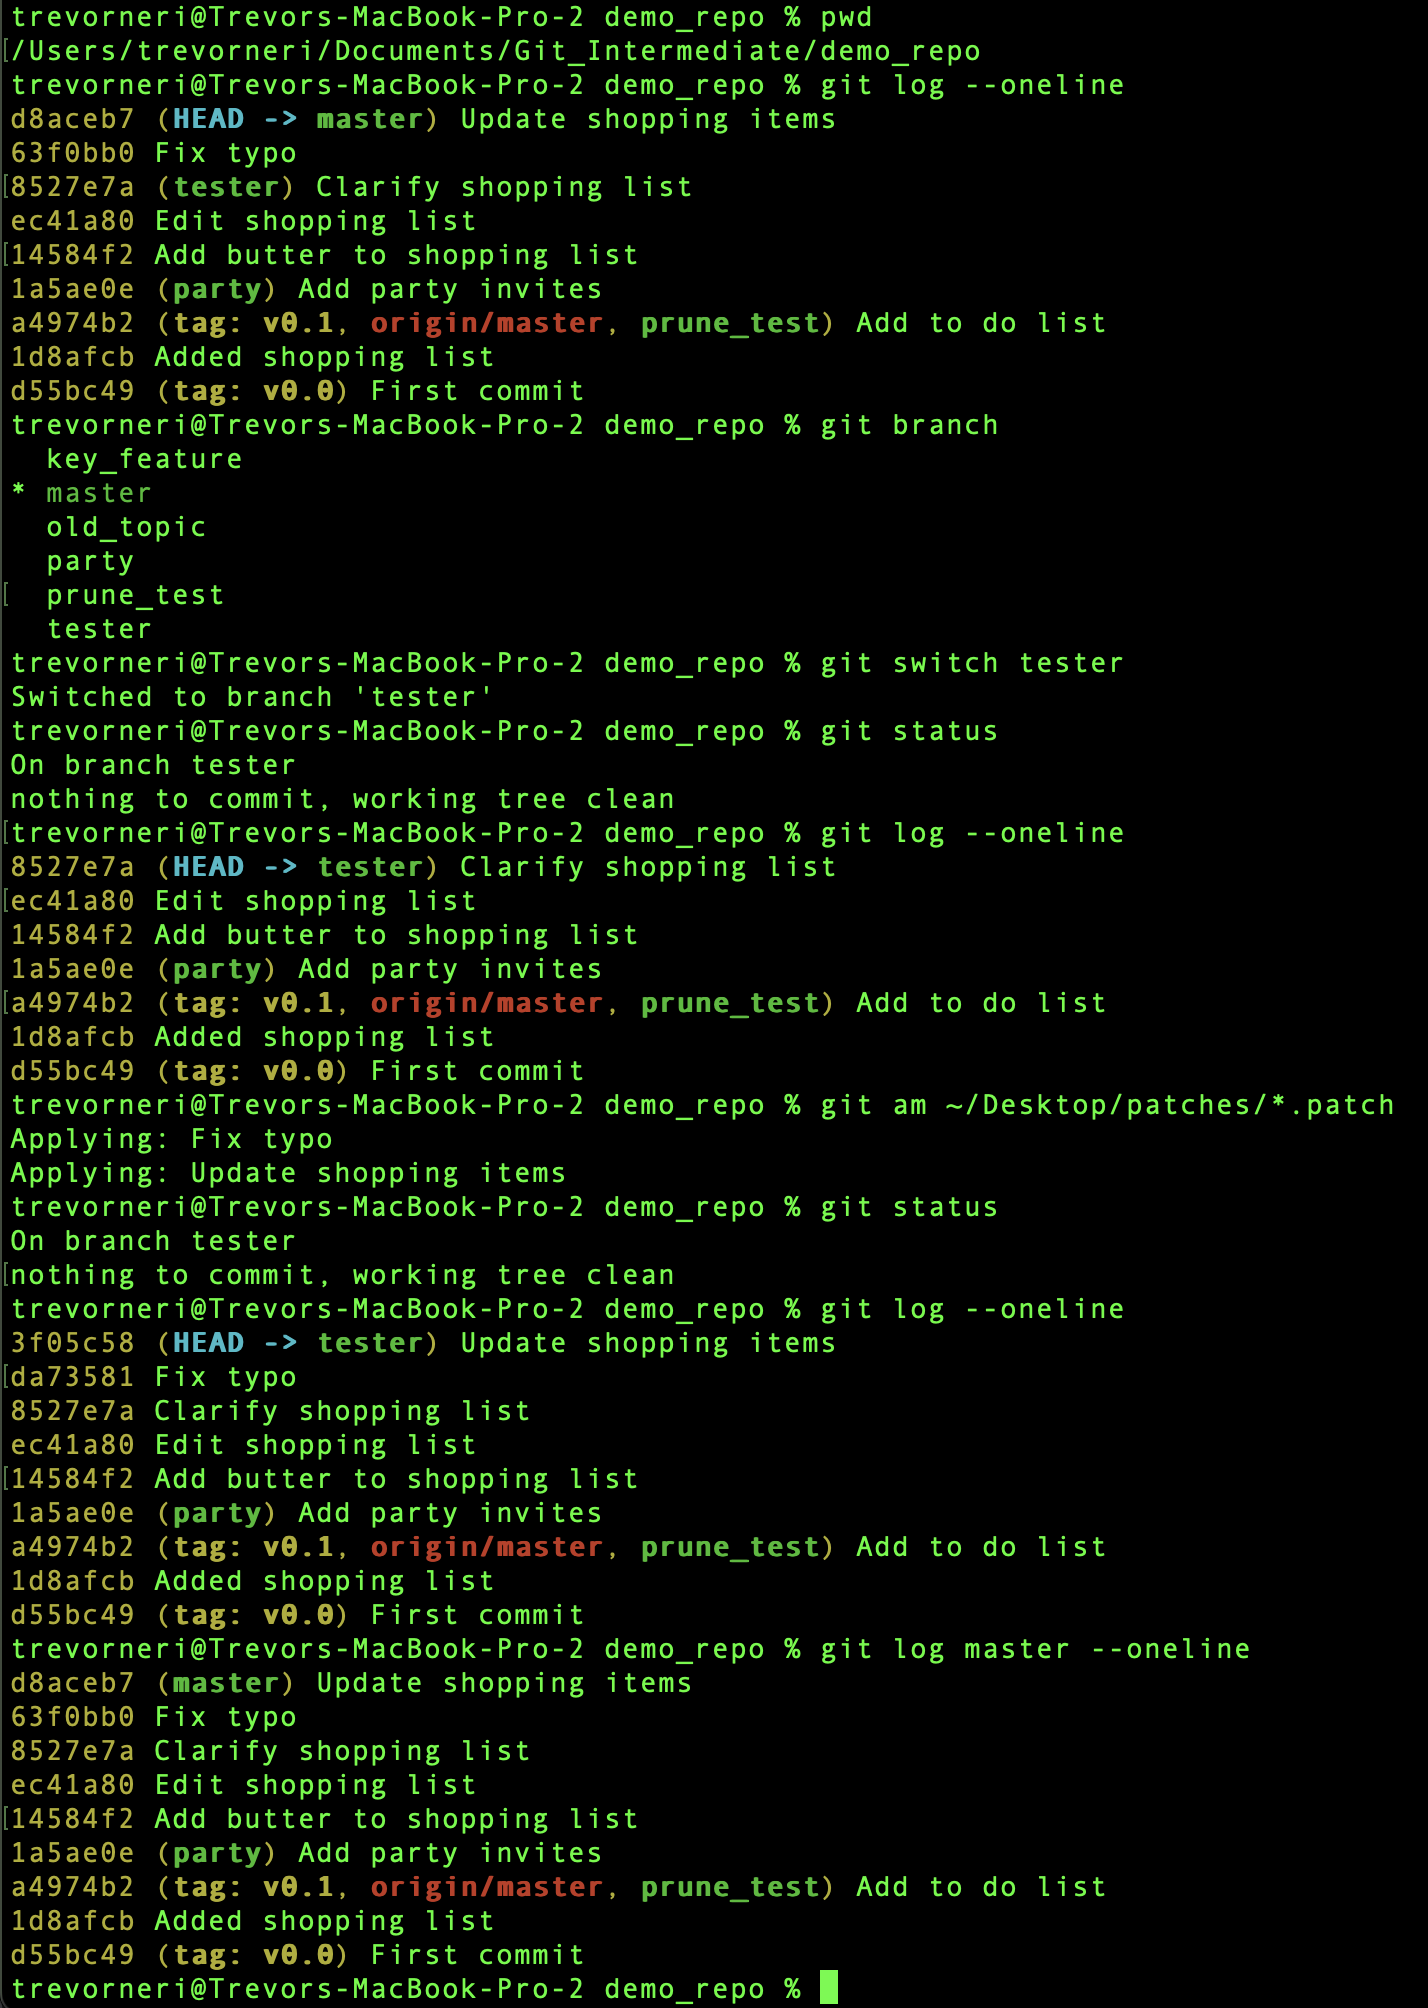 trevorneri@Trevors-MacBook-Pro-2 demo_repo % pwd
[/Users/trevorneri/Documents/Git_Intermediate/demo_repo
trevorneri@Trevors-MacBook-Pro-2 demo_repo % git log --oneline
d8aceb7 (HEAD -> master) Update shopping items
63f0bb0 Fix typo
[8527e7a (tester) Clarify shopping list
ec41a80 Edit shopping list
[14584f2 Add butter to shopping list
1a5ae0e (party) Add party invites
a4974b2 (tag: v0.1, origin/master, prune_test) Add to do list
1d8afcb Added shopping list
d55bc49 (tag: v0.0) First commit
trevorneri@Trevors-MacBook-Pro-2 demo_repo % git branch
  key_feature
* master
  old_topic
  party
[ prune_test
  tester
trevorneri@Trevors-MacBook-Pro-2 demo_repo % git switch tester
Switched to branch 'tester'
trevorneri@Trevors-MacBook-Pro-2 demo_repo % git status
On branch tester
nothing to commit, working tree clean
[trevorneri@Trevors-MacBook-Pro-2 demo_repo % git log --oneline
8527e7a (HEAD -> tester) Clarify shopping list
[ec41a80 Edit shopping list
14584f2 Add butter to shopping list
1a5ae0e (party) Add party invites
[a4974b2 (tag: v0.1, origin/master, prune_test) Add to do list
1d8afcb Added shopping list
d55bc49 (tag: v0.0) First commit
trevorneri@Trevors-MacBook-Pro-2 demo_repo % git am ~/Desktop/patches/*.patch
Applying: Fix typo
Applying: Update shopping items
trevorneri@Trevors-MacBook-Pro-2 demo_repo % git status
On branch tester
[nothing to commit, working tree clean
trevorneri@Trevors-MacBook-Pro-2 demo_repo % git log --oneline
3f05c58 (HEAD -> tester) Update shopping items
[da73581 Fix typo
8527e7a Clarify shopping list
ec41a80 Edit shopping list
[14584f2 Add butter to shopping list
1a5ae0e (party) Add party invites
a4974b2 (tag: v0.1, origin/master, prune_test) Add to do list
1d8afcb Added shopping list
d55bc49 (tag: v0.0) First commit
trevorneri@Trevors-MacBook-Pro-2 demo_repo % git log master --oneline
d8aceb7 (master) Update shopping items
63f0bb0 Fix typo
8527e7a Clarify shopping list
ec41a80 Edit shopping list
[14584f2 Add butter to shopping list
1a5ae0e (party) Add party invites
a4974b2 (tag: v0.1, origin/master, prune_test) Add to do list
1d8afcb Added shopping list
d55bc49 (tag: v0.0) First commit
trevorneri@Trevors-MacBook-Pro-2 demo_repo %